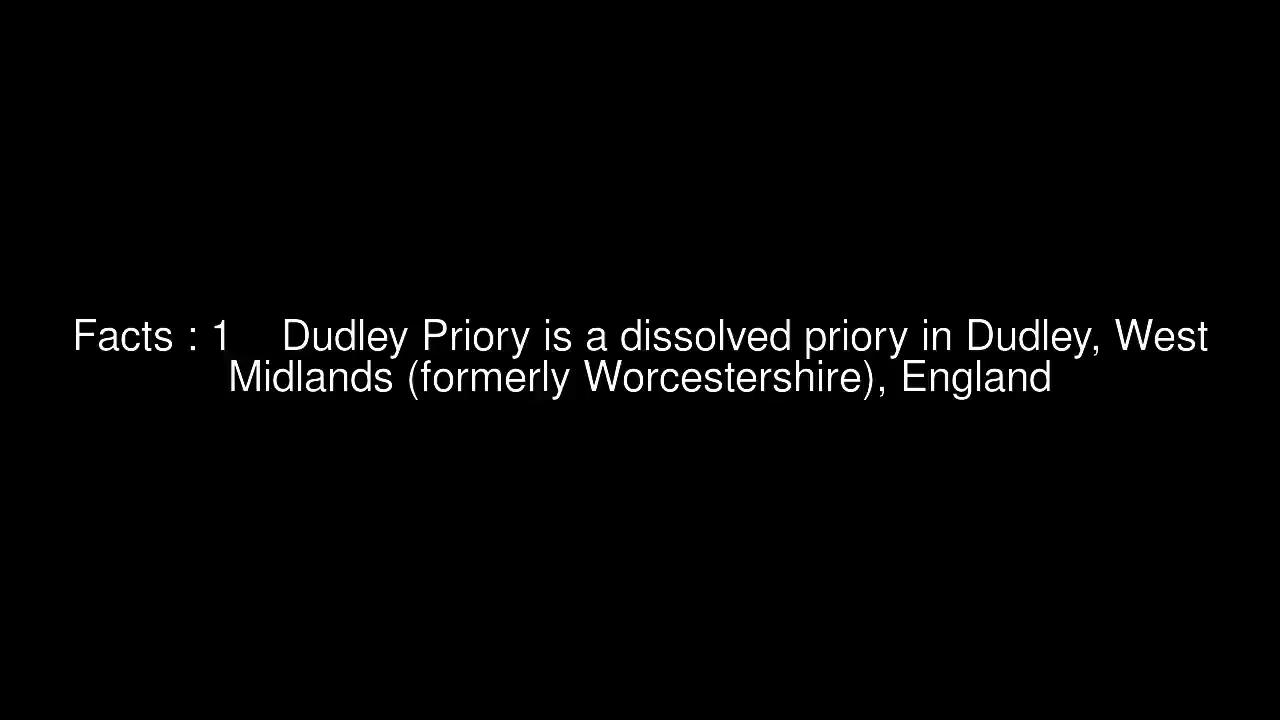 Facts : 1    Dudley Priory is a dissolved priory in Dudley, West
Midlands (formerly Worcestershire), England